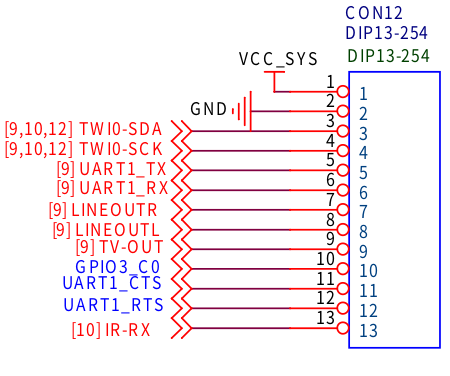 CON12
DIP13-254
DIP13-254
VCC_SYS
1 1
GND 2 2
[9,10,12] TWI0-SDA 3 3
[9,10,12] TWI0-SCK 4 4
[9] UART1_TX 5 5
[9] UART1_RX 6 6
[9] LINEOUTR 7 7
[9] LINEOUTL 8 8
[9] TV-OUT 9 9
GPIO3_C0 10 10
UART1_CTS 11 11
UART1_RTS 12 12
[10] IR-RX 13 13